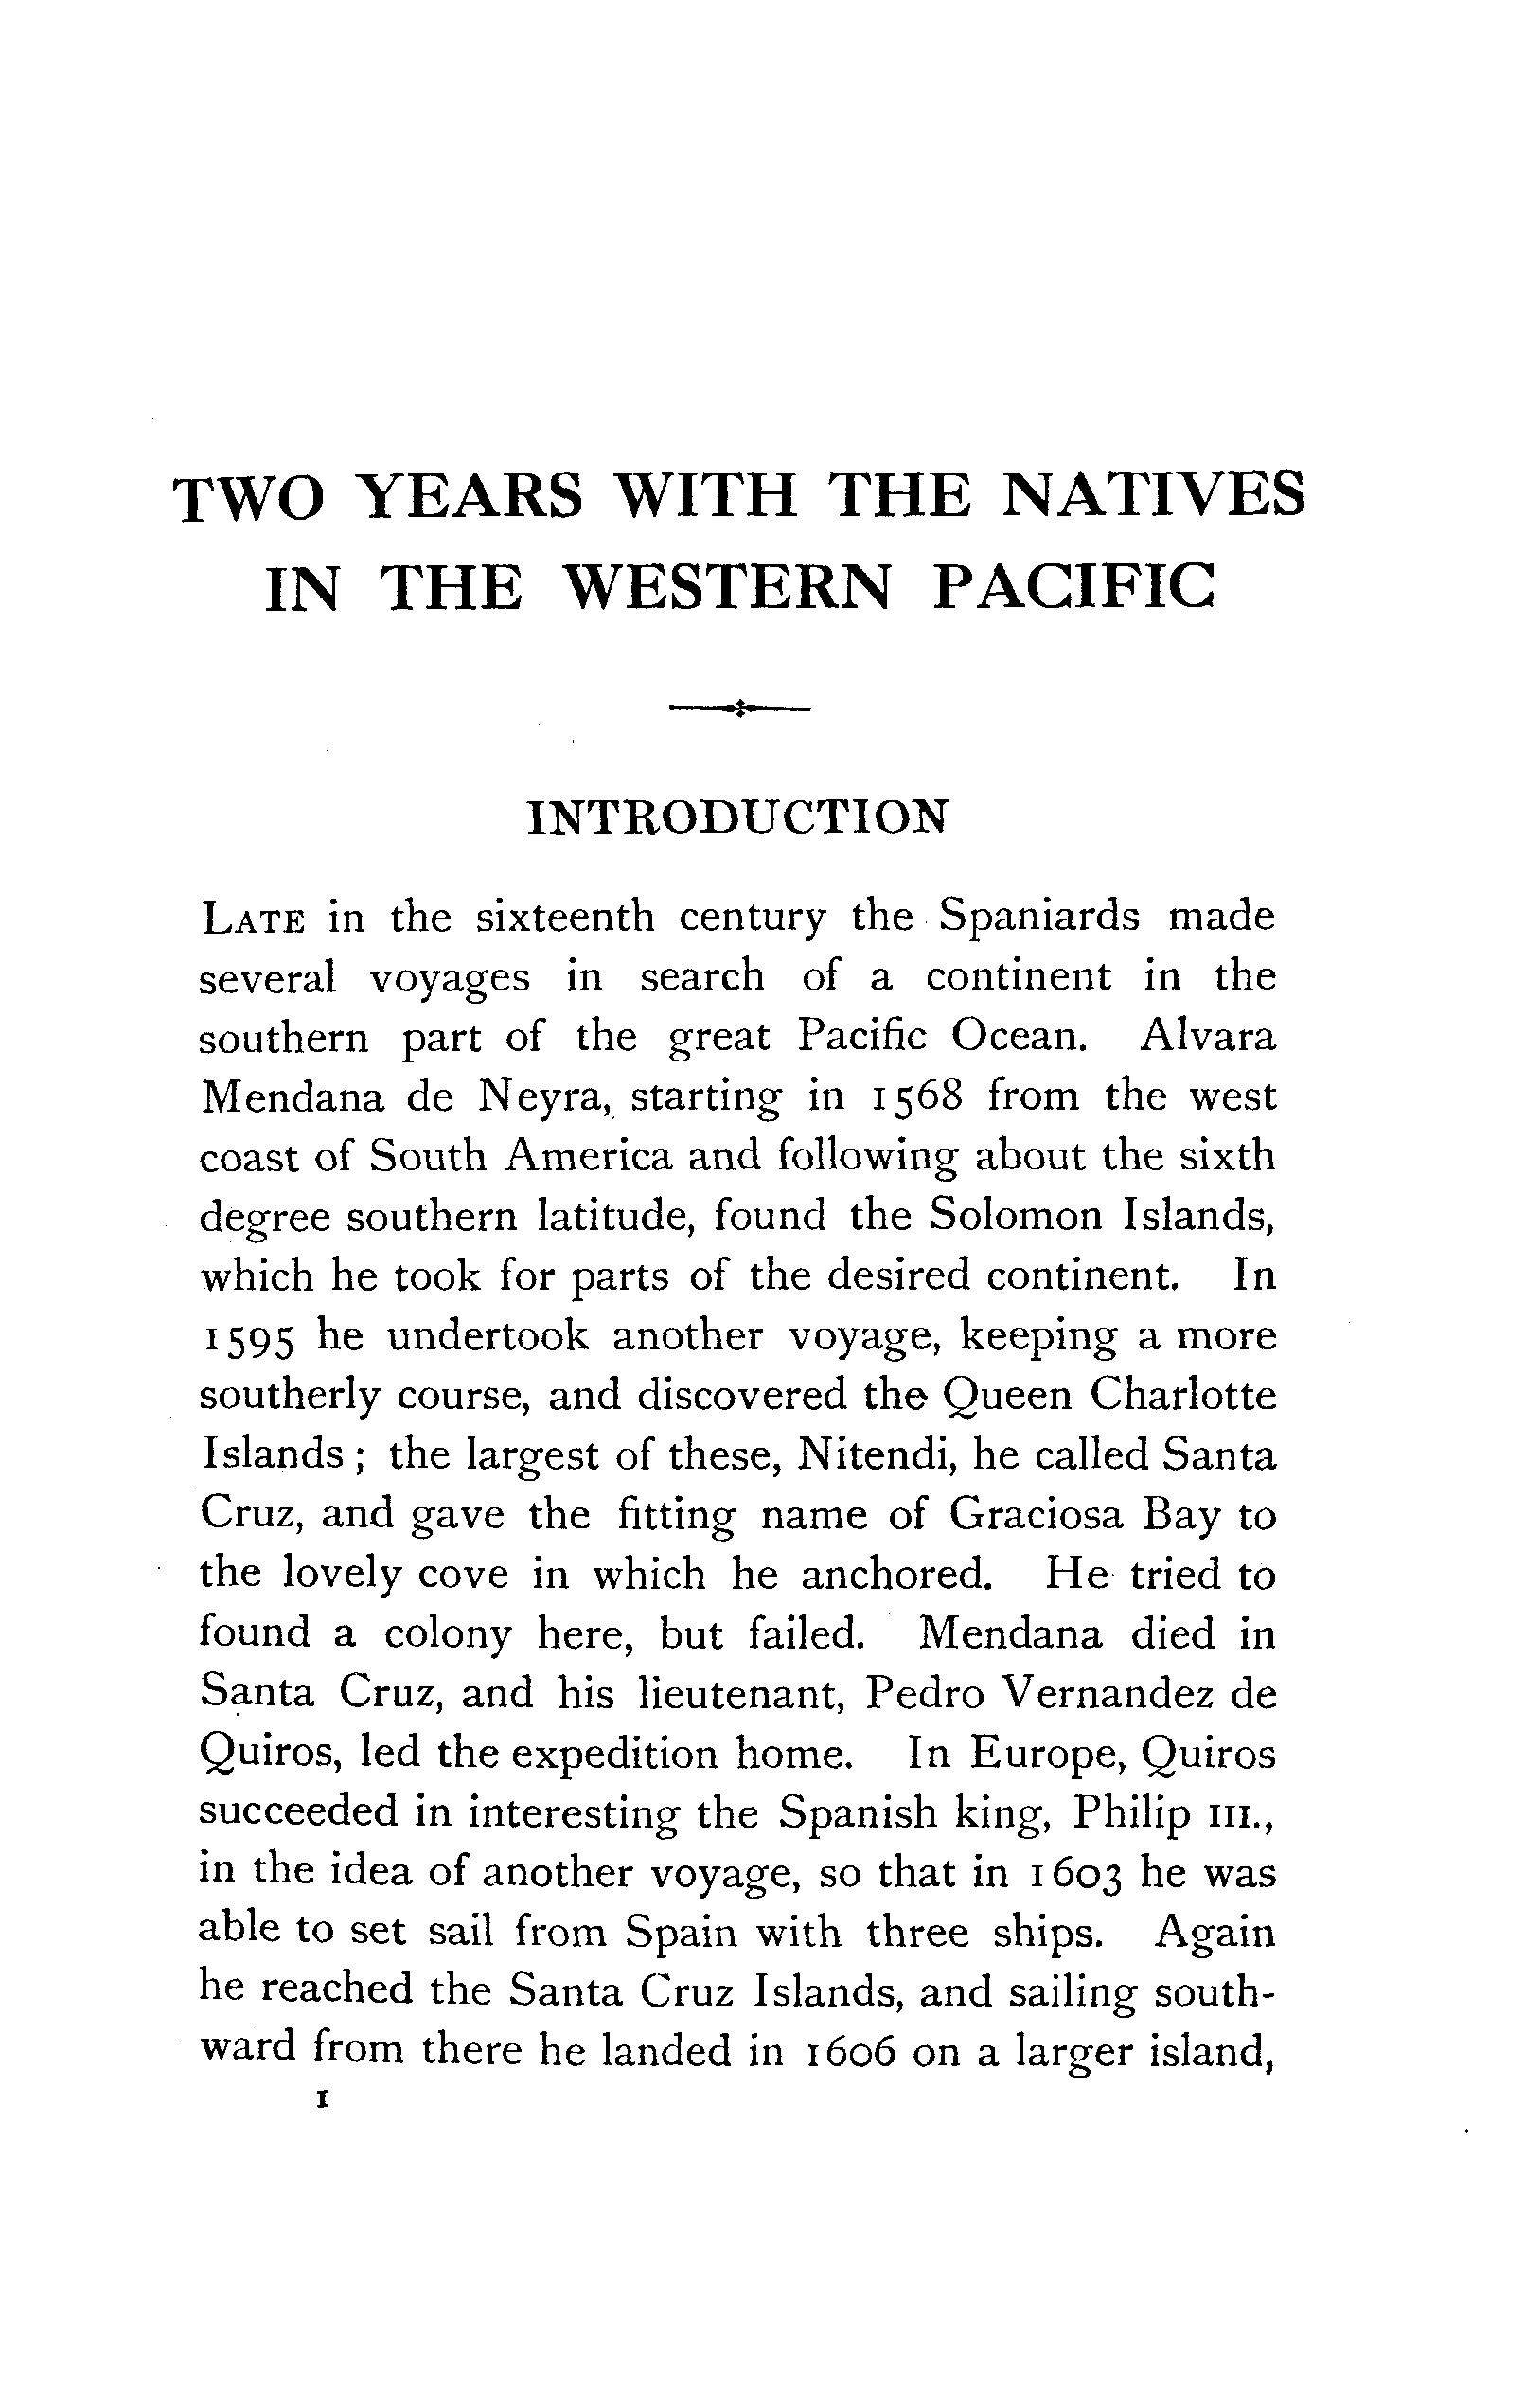 TWO YEARS WITH THE NATIVES
IN THE WESTERN PACIFIC
INTRODUCTION
LATE in the sixteenth century the Spaniards made
several voyages in search of a continent in the
southern part of the great Pacific Ocean. Alvara
Mendana de Neyra, starting in 1568 from the west
coast of South America and following about the sixth
degree southern latitude, found the Solomon Islands,
which he took for parts of the desired continent. In
1595 he undertook another voyage, keeping a more
southerly course, and discovered the Queen Charlotte
Islands ; the largest of these, Nitendi, he called Santa
Cruz, and gave the fitting name of Graciosa Bay to
the lovely cove in which he anchored. He tried to
found a colony here, but failed. Mendana died in
Santa Cruz, and his lieutenant, Pedro Vernandez de
Quiros, led the expedition home. In Europe, Quiros
succeeded in interesting the Spanish king, Philip III.,
in the idea of another voyage, so that in 1603 he was
able to set sail from Spain with three ships. Again
he reached the Santa Cruz Islands, and sailing south-
ward from there he landed in 1606 on a larger island,
1